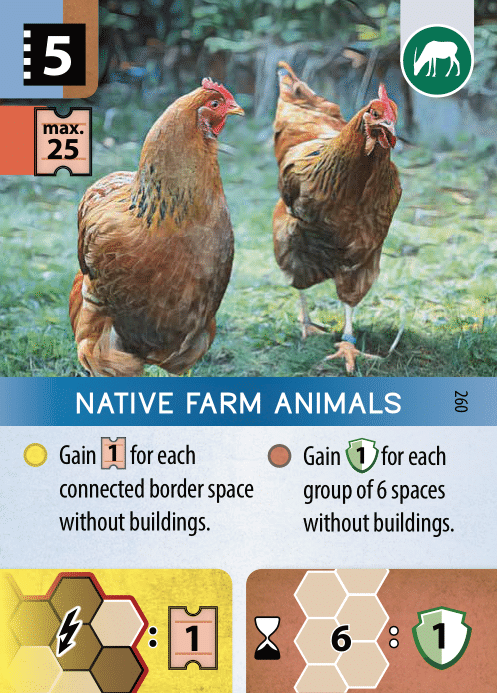 5
max.
25
NATIVE FARM ANIMALS
260
Gain 1 for each
connected border space
without buildings.
Gain 1 for each
group of 6 spaces
without buildings.
: 1
6 : 1